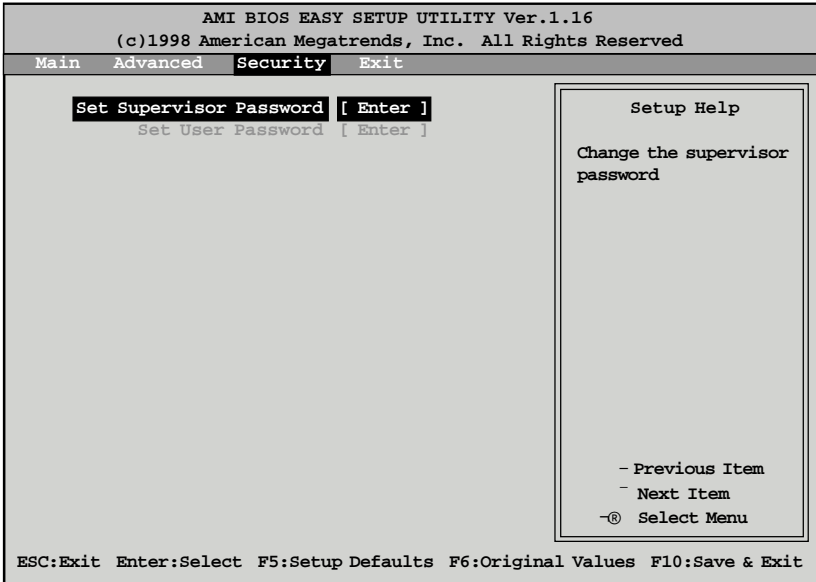 AMI BIOS EASY SETUP UTILITY Ver.1.16
(c)1998 American Megatrends, Inc. All Rights Reserved
Main Advanced Security Exit
Set Supervisor Password [ Enter ]
Set User Password [ Enter ]
Setup Help
Change the supervisor
password
– Previous Item
¯ Next Item
¬® Select Menu
ESC:Exit Enter:Select F5:Setup Defaults F6:Original Values F10:Save & Exit